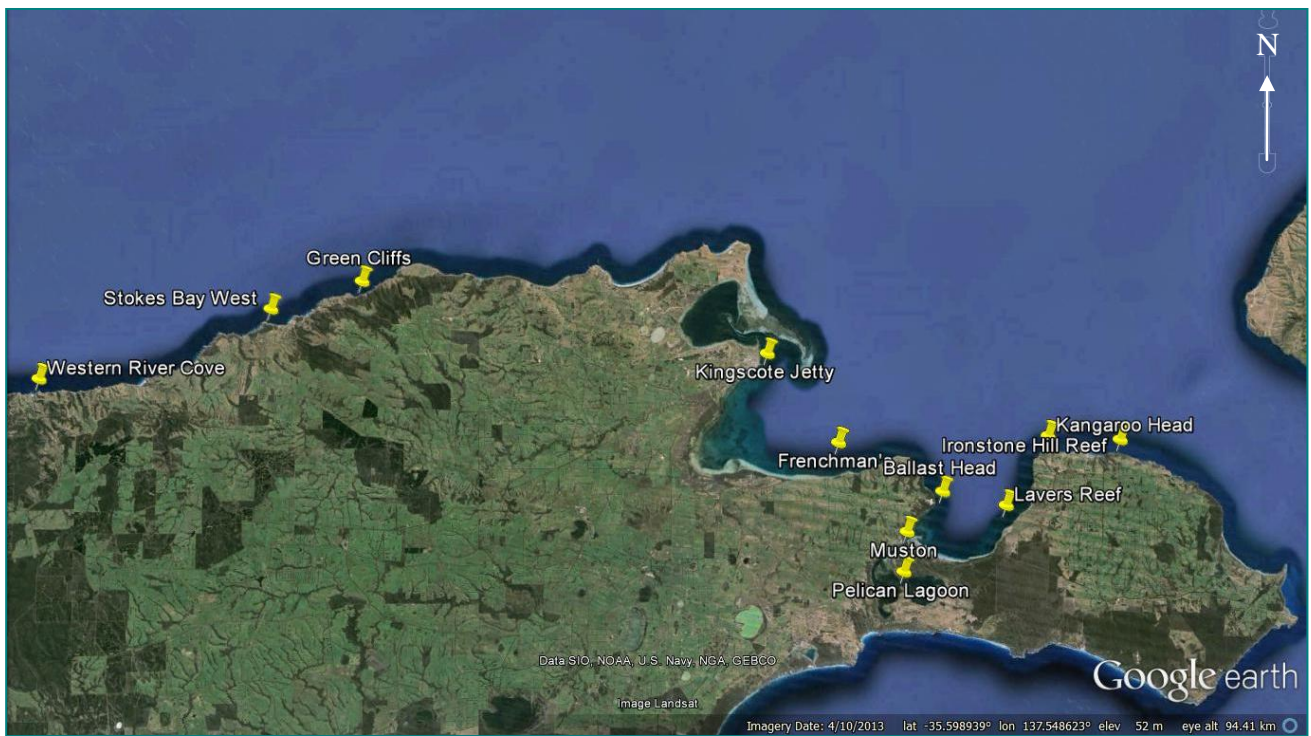 N
Green Cliffs
Stokes Bay West
Western River Cove
Kingscote Jetty
Kangaroo Head
Ironstone Hill Reef
Frenchman's
Ballast Head
Lavers Reef
Muston
Pelican Lagoon
Data SIO, NOAA, U.S. Navy, NGA, GEBCO
Image Landsat
Google earth
Imagery Date: 4/10/2013 lat -35.598939° lon 137.548623° elev 52 m eye alt 94.41 km